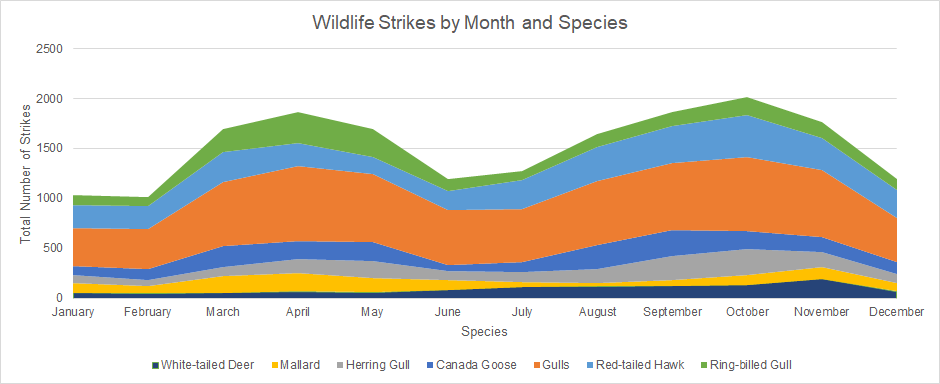 Wildlife Strikes by Month and Species
2500
2000
1500
1000
500
0
Total Number of Strikes
January February March April May June July August September October November December
Species
White-tailed Deer Mallard Herring Gull Canada Goose Gulls Red-tailed Hawk Ring-billed Gull